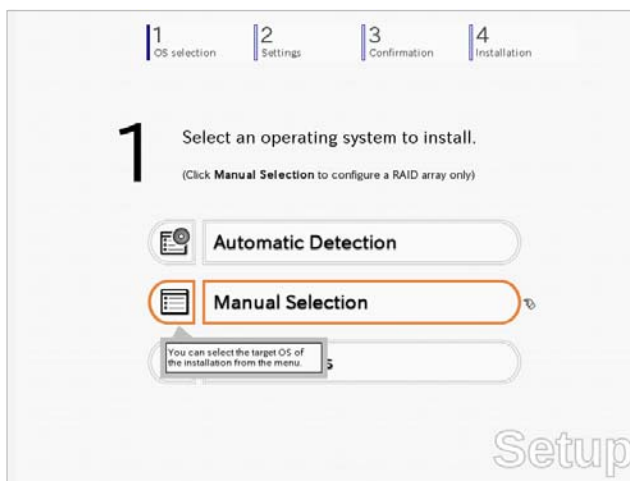 1
OS selection
2
Settings
3
Confirmation
4
Installation
1
Select an operating system to install.
(Click Manual Selection to configure a RAID array only)
Automatic Detection
Manual Selection
You can select the target OS of
the installation from the menu.
Setup